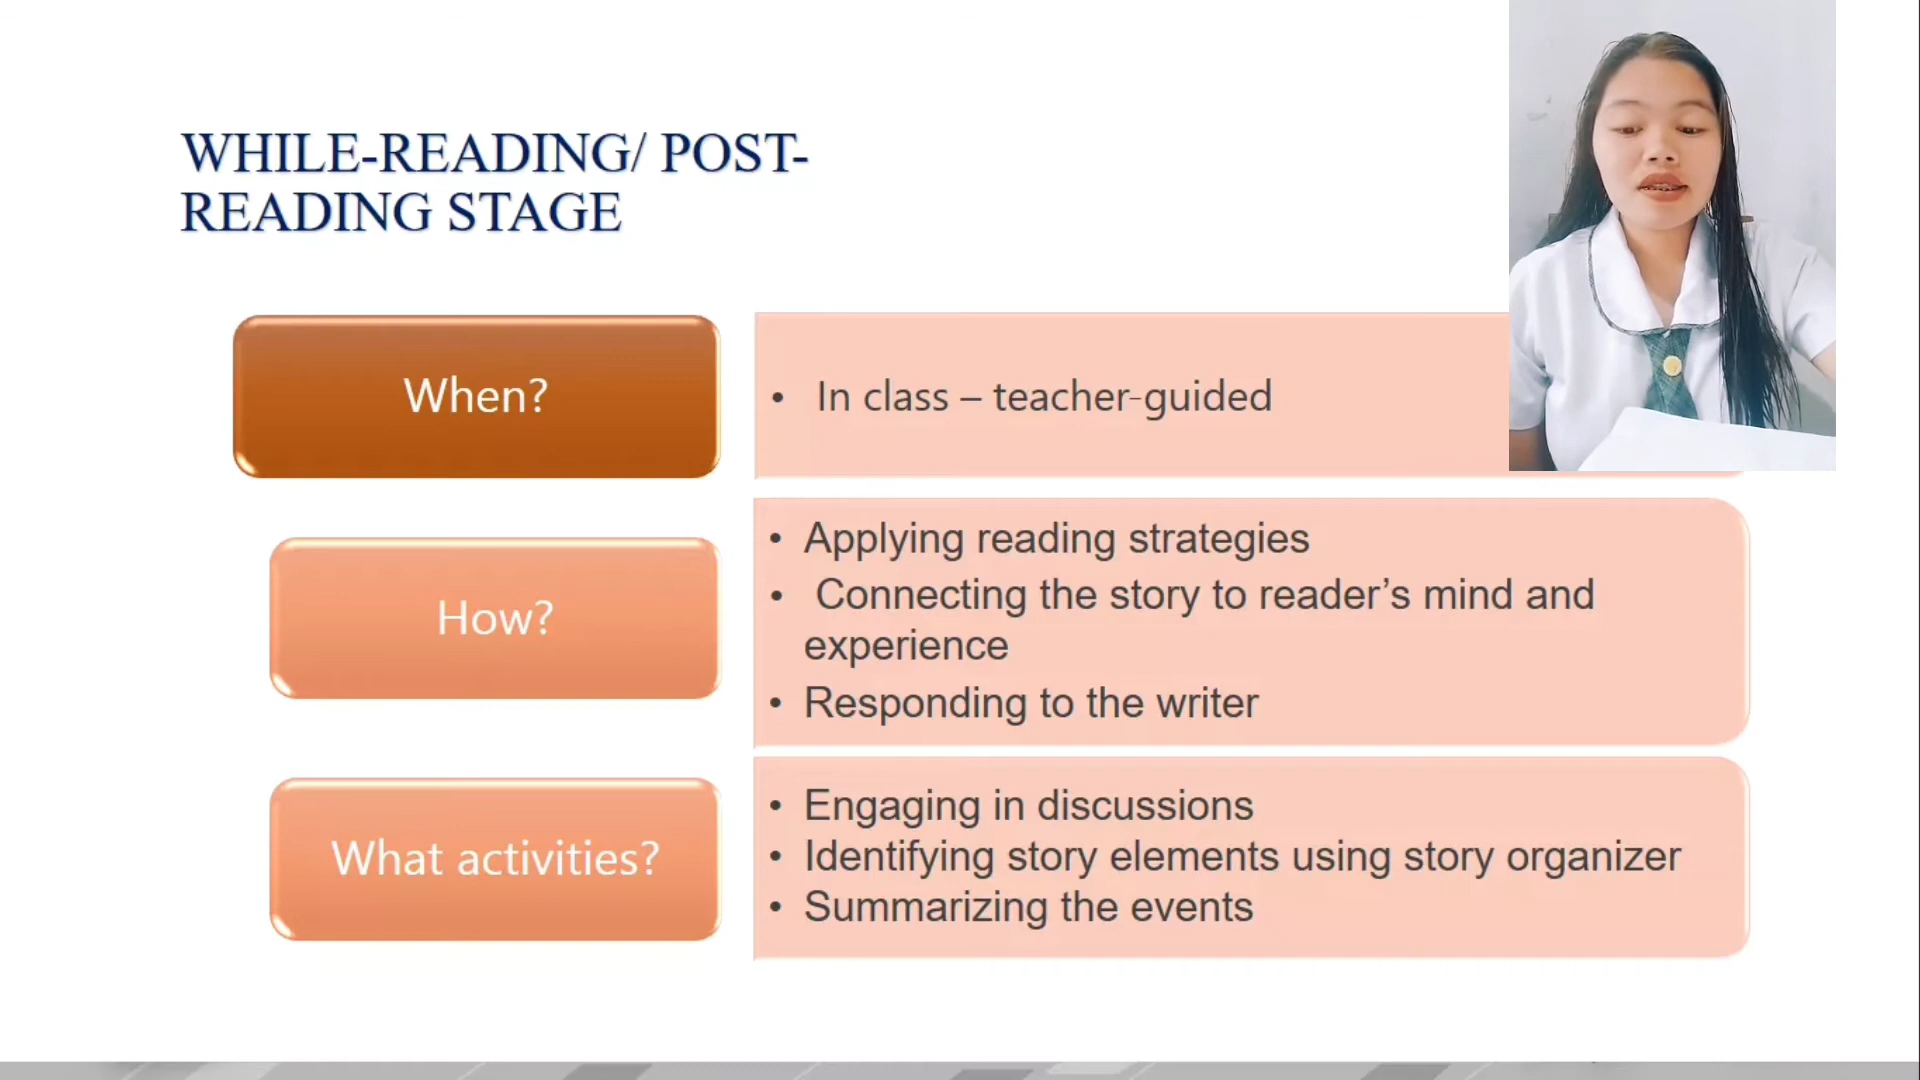 WHILE-READING/ POST-
READING STAGE
When?
• In class – teacher-guided
How?
• Applying reading strategies
• Connecting the story to reader’s mind and
experience
• Responding to the writer
What activities?
• Engaging in discussions
• Identifying story elements using story organizer
• Summarizing the events